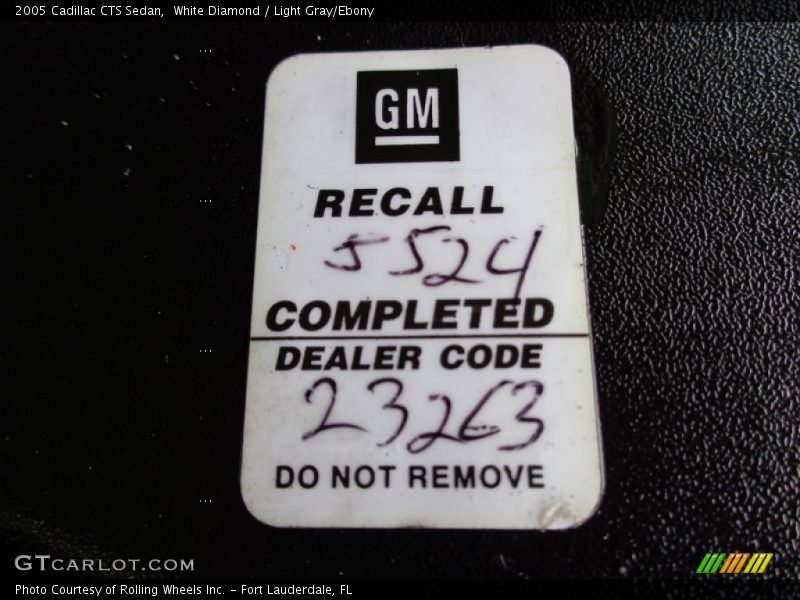 2005 Cadillac CTS Sedan, White Diamond / Light Gray/Ebony
GM
RECALL
5524
COMPLETED
DEALER CODE
23263
DO NOT REMOVE
GTCARLOT.COM
Photo Courtesy of Rolling Wheels Inc. - Fort Lauderdale, FL